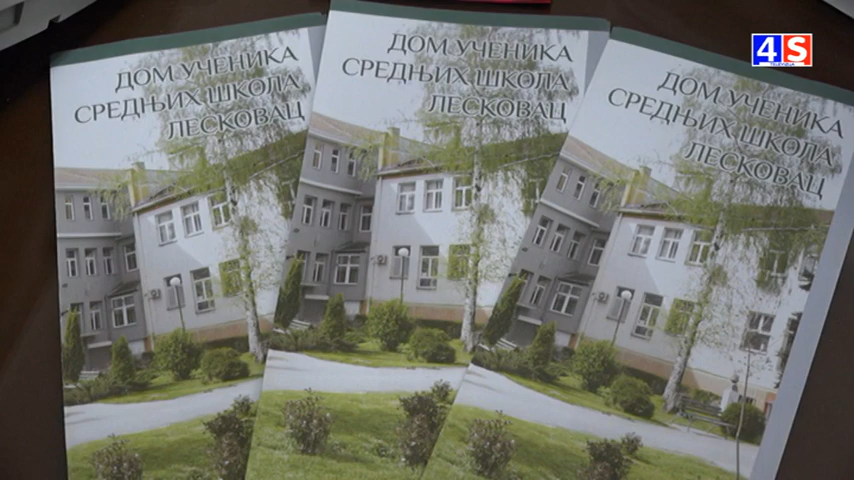 ДОМ УЧЕНИКА
СРЕДЊИХ ШКОЛА
ЛЕСКОВАЦ
ДОМ УЧЕНИКА
СРЕДЊИХ ШКОЛА
ЛЕСКОВАЦ
ДОМ УЧЕНИКА
СРЕДЊИХ ШКОЛА
ЛЕСКОВАЦ
4S